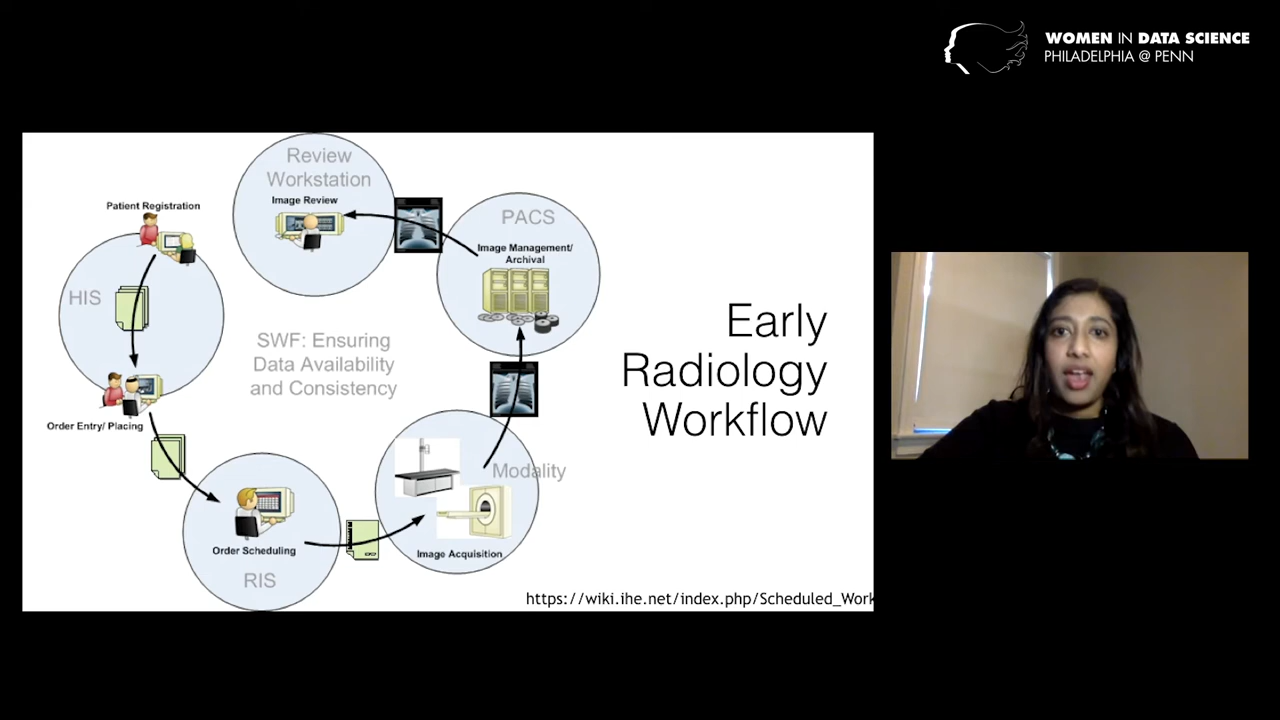 WOMEN IN DATA SCIENCE
PHILADELPHIA @ PENN
Review
Workstation
Image Review
Patient Registration
PACS
Image Management/
Archival
HIS
SWF: Ensuring
Data Availability
and Consistency
Early
Radiology
Workflow
Order Entry/ Placing
Modality
Order Scheduling
Image Acquisition
RIS
https://wiki.ihe.net/index.php/Scheduled_Work